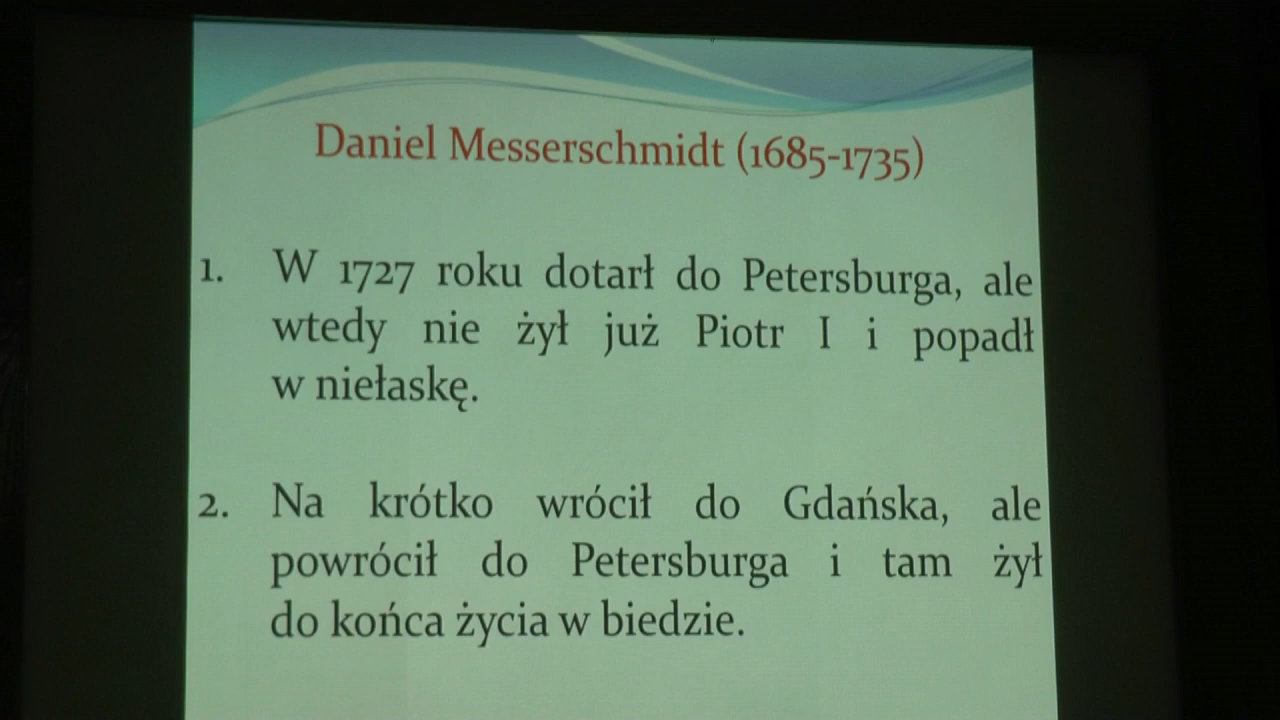 Daniel Messerschmidt (1685-1735)
1. W 1727 roku dotarł do Petersburga, ale
wtedy nie żył już Piotr I i popadł
w niełaskę.
2. Na krótko wrócił do Gdańska, ale
powrócił do Petersburga i tam żył
do końca życia w biedzie.